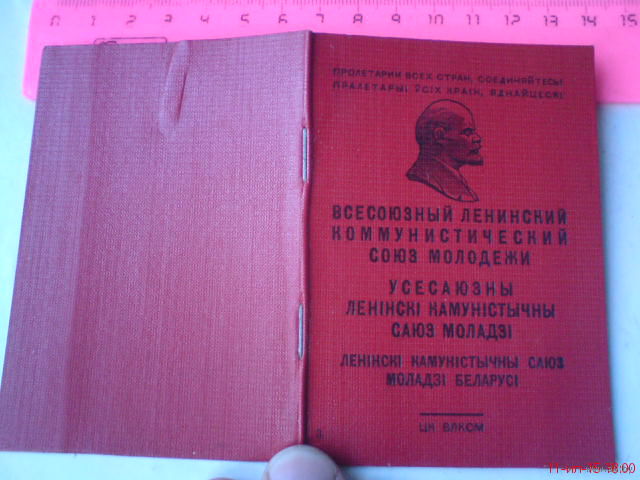 0 1 2 3 4 5 6 7 8 9 10 11 12 13 14 15
ПРОЛЕТАРИИ ВСЕХ СТРАН, СОЕДИНЯЙТЕСЬ!
ПРАЛЕТАРЫ ЎСІХ КРАІН, ЯДНАЙЦЕСЯ!
ВСЕСОЮЗНЫЙ ЛЕНИНСКИЙ
КОММУНИСТИЧЕСКИЙ
СОЮЗ МОЛОДЕЖИ
УСЕСАЮЗНЫ
ЛЕНІНСКІ КАМУНІСТЫЧНЫ
САЮЗ МОЛАДЗІ
ЛЕНІНСКІ КАМУНІСТЫЧНЫ САЮЗ
МОЛАДЗІ БЕЛАРУСІ
ЦК ВЛКСМ